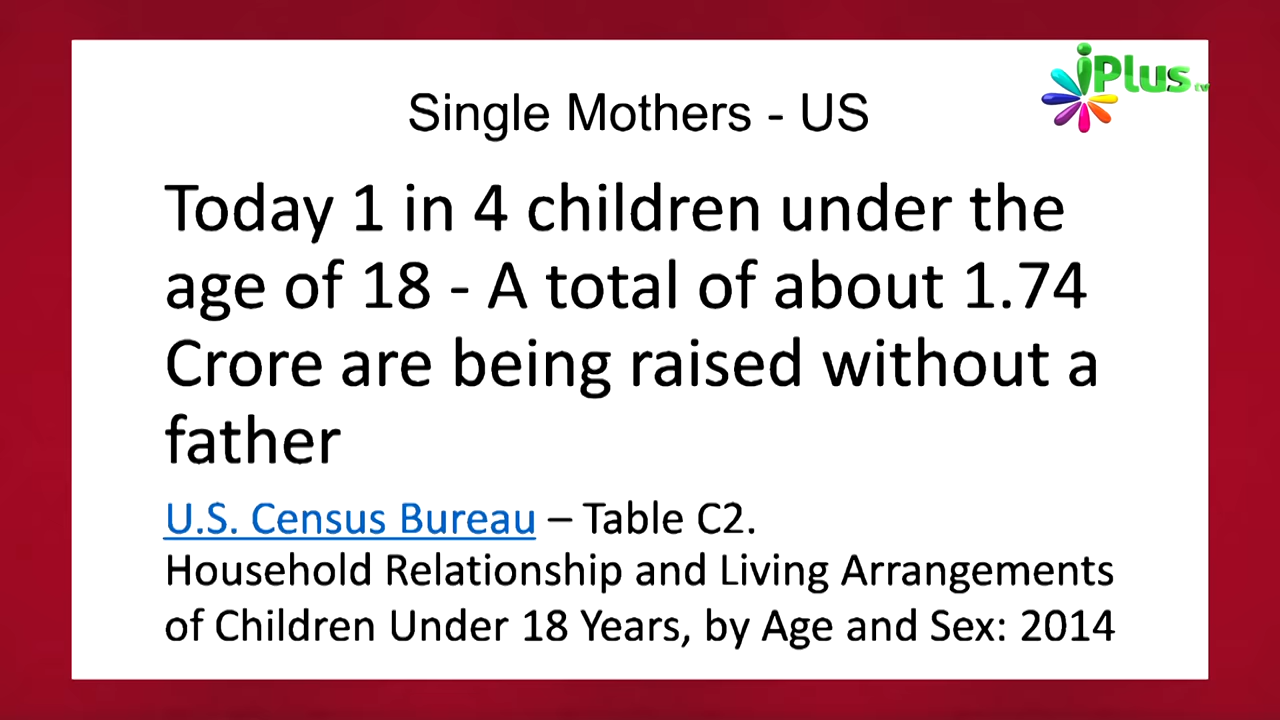 iPlus tv
Single Mothers - US
Today 1 in 4 children under the
age of 18 - A total of about 1.74
Crore are being raised without a
father
U.S. Census Bureau – Table C2.
Household Relationship and Living Arrangements
of Children Under 18 Years, by Age and Sex: 2014